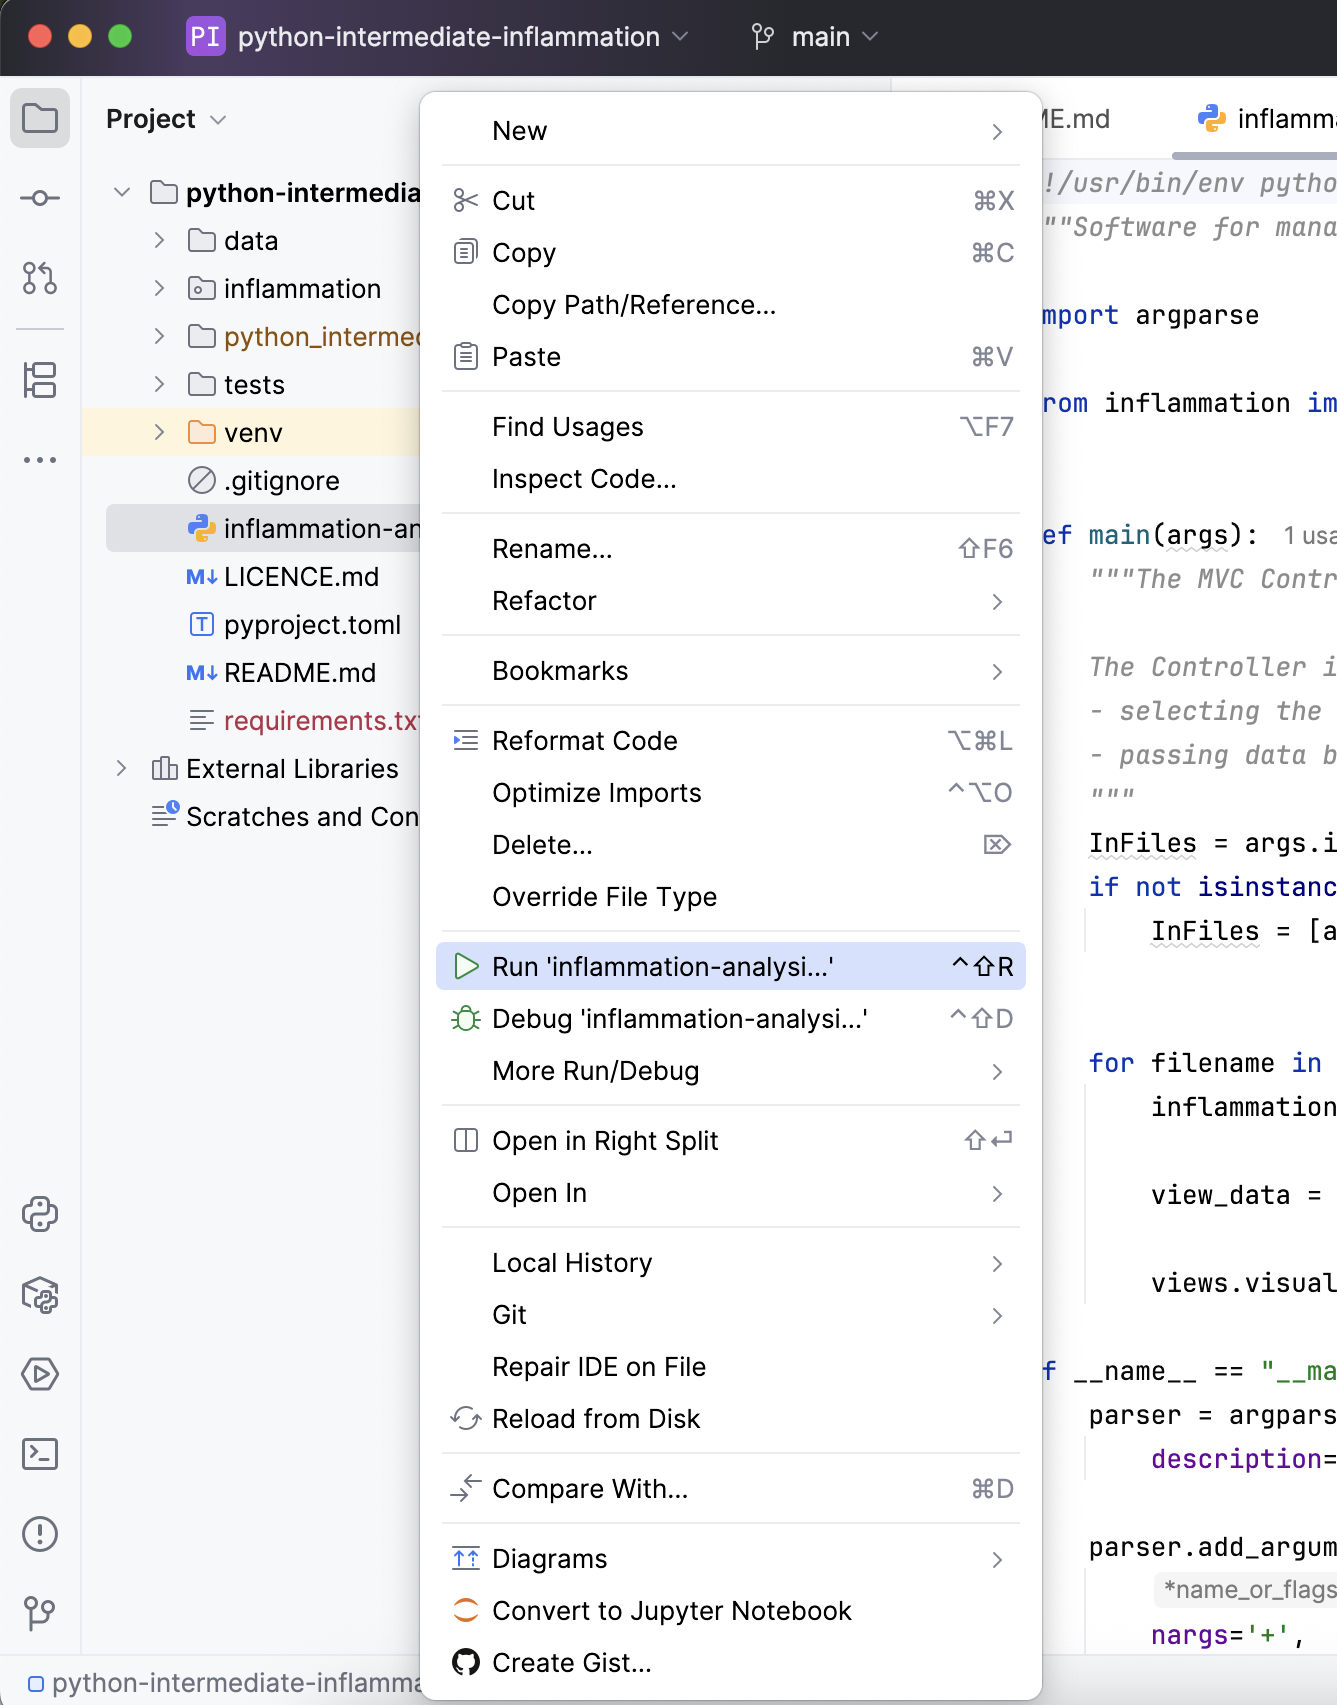 PI python-intermediate-inflammation main
Project
python-intermedia
data
inflammation
python_intermed
tests
venv
.gitignore
inflammation-an
M↓ LICENCE.md
T pyproject.toml
M↓ README.md
requirements.tx
External Libraries
Scratches and Con
New
Cut ⌘X
Copy ⌘C
Copy Path/Reference...
Paste ⌘V
Find Usages ⌥F7
Inspect Code...
Rename... ⇧F6
Refactor
Bookmarks
Reformat Code ⌥⌘L
Optimize Imports ^⌥O
Delete... ⌦
Override File Type
Run 'inflammation-analysi...' ^⇧R
Debug 'inflammation-analysi...' ^⇧D
More Run/Debug
Open in Right Split ⇧↩
Open In
Local History
Git
Repair IDE on File
Reload from Disk
Compare With... ⌘D
Diagrams
Convert to Jupyter Notebook
Create Gist...
ME.md inflamma
!/usr/bin/env pytho
""Software for mana
mport argparse
rom inflammation im
ef main(args): 1 usa
"""The MVC Contr
The Controller i
- selecting the
- passing data b
"""
InFiles = args.i
if not isinstanc
InFiles = [a
for filename in
inflammation
view_data =
views.visual
f __name__ == "__ma
parser = argpars
description=
parser.add_argum
*name_or_flags
nargs='+',
python-intermediate-inflamma